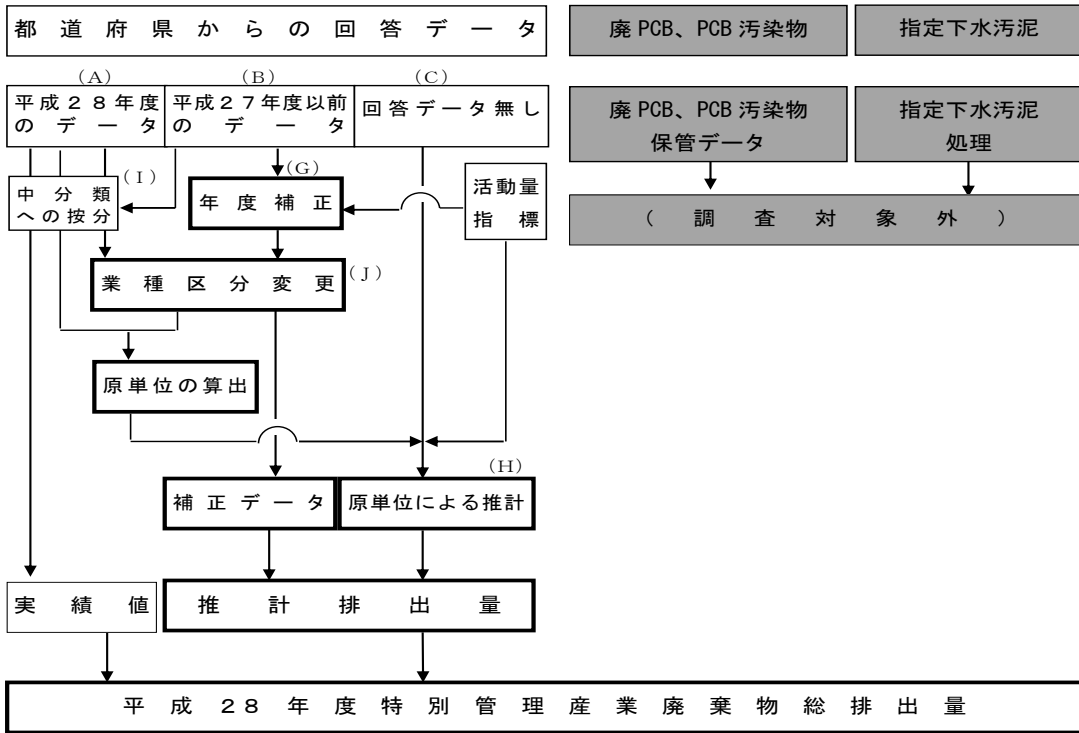 都道府県からの回答データ
廃PCB、PCB汚染物
指定下水汚泥
(A)
(B)
(C)
平成28年度
のデータ
平成27年度以前
のデータ
回答データ無し
廃PCB、PCB汚染物
保管データ
指定下水汚泥
処理
(I)
(G)
中分類
への按分
年度補正
活動量
指標
(調査対象外)
業種区分変更
(J)
原単位の算出
(H)
補正データ
原単位による推計
実績値
推計排出量
平成28年度特別管理産業廃棄物総排出量